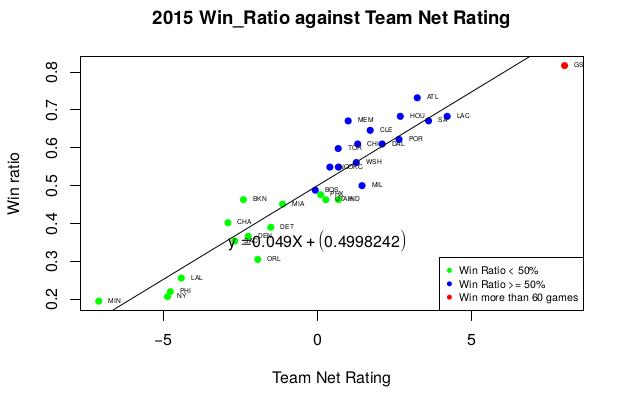 2015 Win_Ratio against Team Net Rating
Win ratio
0.8
0.7
0.6
0.5
0.4
0.3
0.2
GS
ATL
HOU
SA
LAC
MEM
CLE
POR
TOR
CHI
DAL
WSH
OKC
MIL
BOS
PHX
UTAH
IND
BKN
MIA
CHA
DET
DEN
y = 0.049X + (0.4998242)
ORL
LAL
PHI
NY
MIN
Win Ratio < 50%
Win Ratio >= 50%
Win more than 60 games
−5 0 5
Team Net Rating